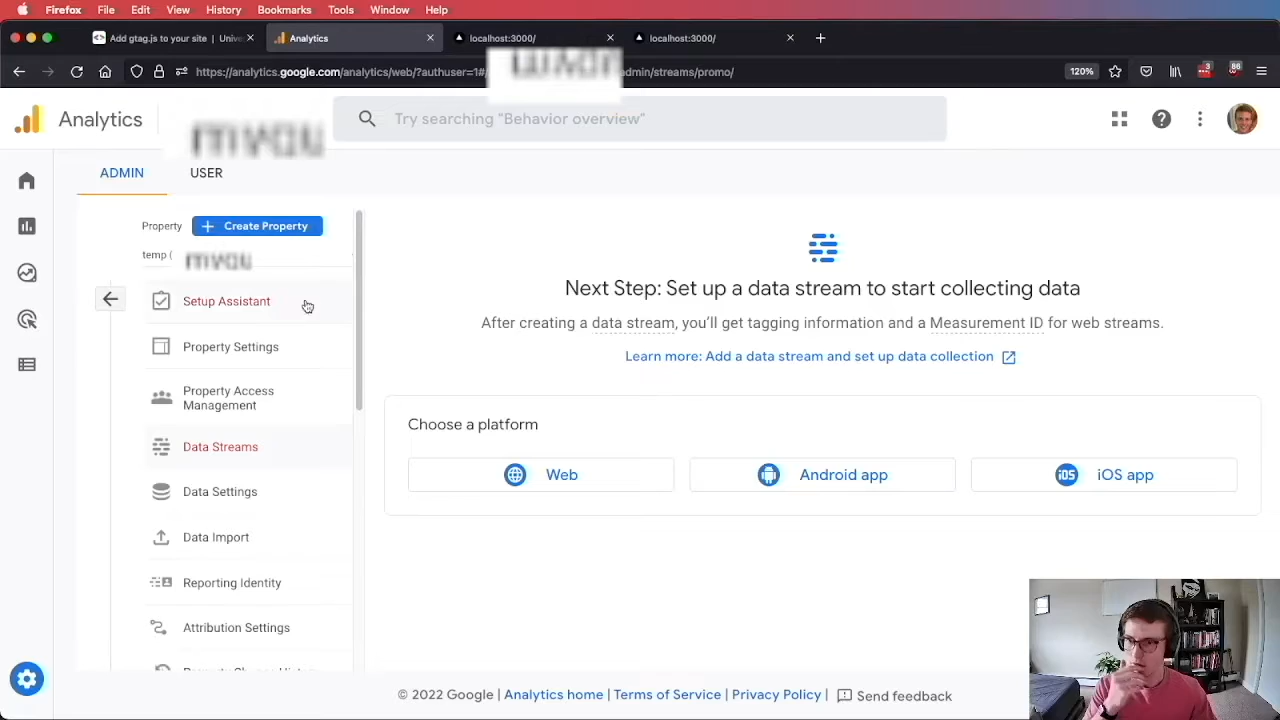 Firefox File Edit View History Bookmarks Tools Window Help
Add gtag.js to your site | Unive
Analytics
localhost:3000/
localhost:3000/
https://analytics.google.com/analytics/web/?authuser=1#/
dmin/streams/promo/
120%
3
86
Analytics
Try searching "Behavior overview"
ADMIN USER
Property
Create Property
temp (
Setup Assistant
Property Settings
Property Access
Management
Data Streams
Data Settings
Data Import
Reporting Identity
Attribution Settings
Next Step: Set up a data stream to start collecting data
After creating a data stream, you'll get tagging information and a Measurement ID for web streams.
Learn more: Add a data stream and set up data collection
Choose a platform
Web
Android app
iOS iOS app
© 2022 Google | Analytics home | Terms of Service | Privacy Policy | Send feedback